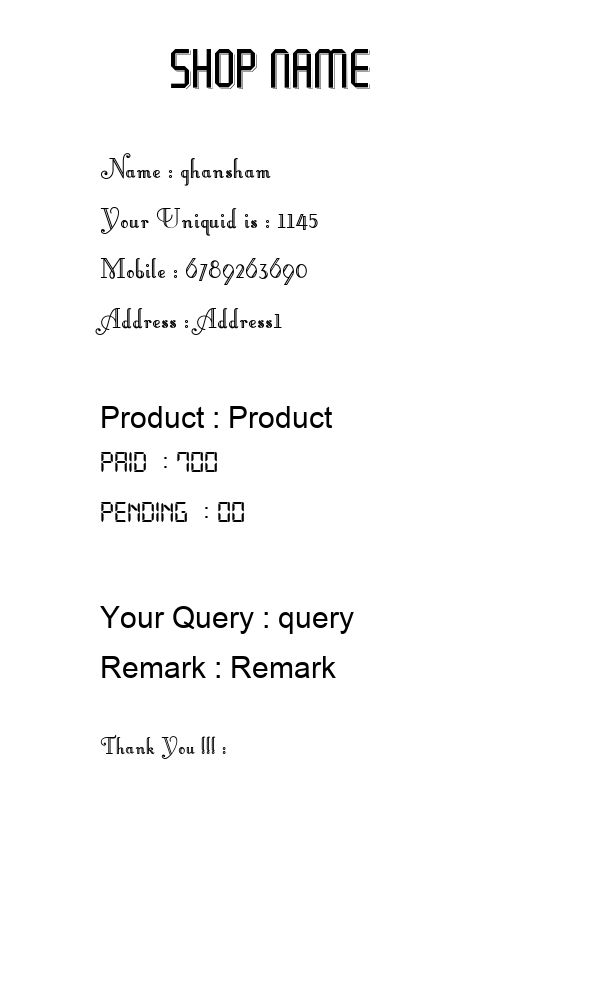 SHOP NAME
Name : ghansham
Your Uniquid is : 1145
Mobile : 6789263690
Address : Address1
Product : Product
PAID : 700
PENDING : 00
Your Query : query
Remark : Remark
Thank You !!! :